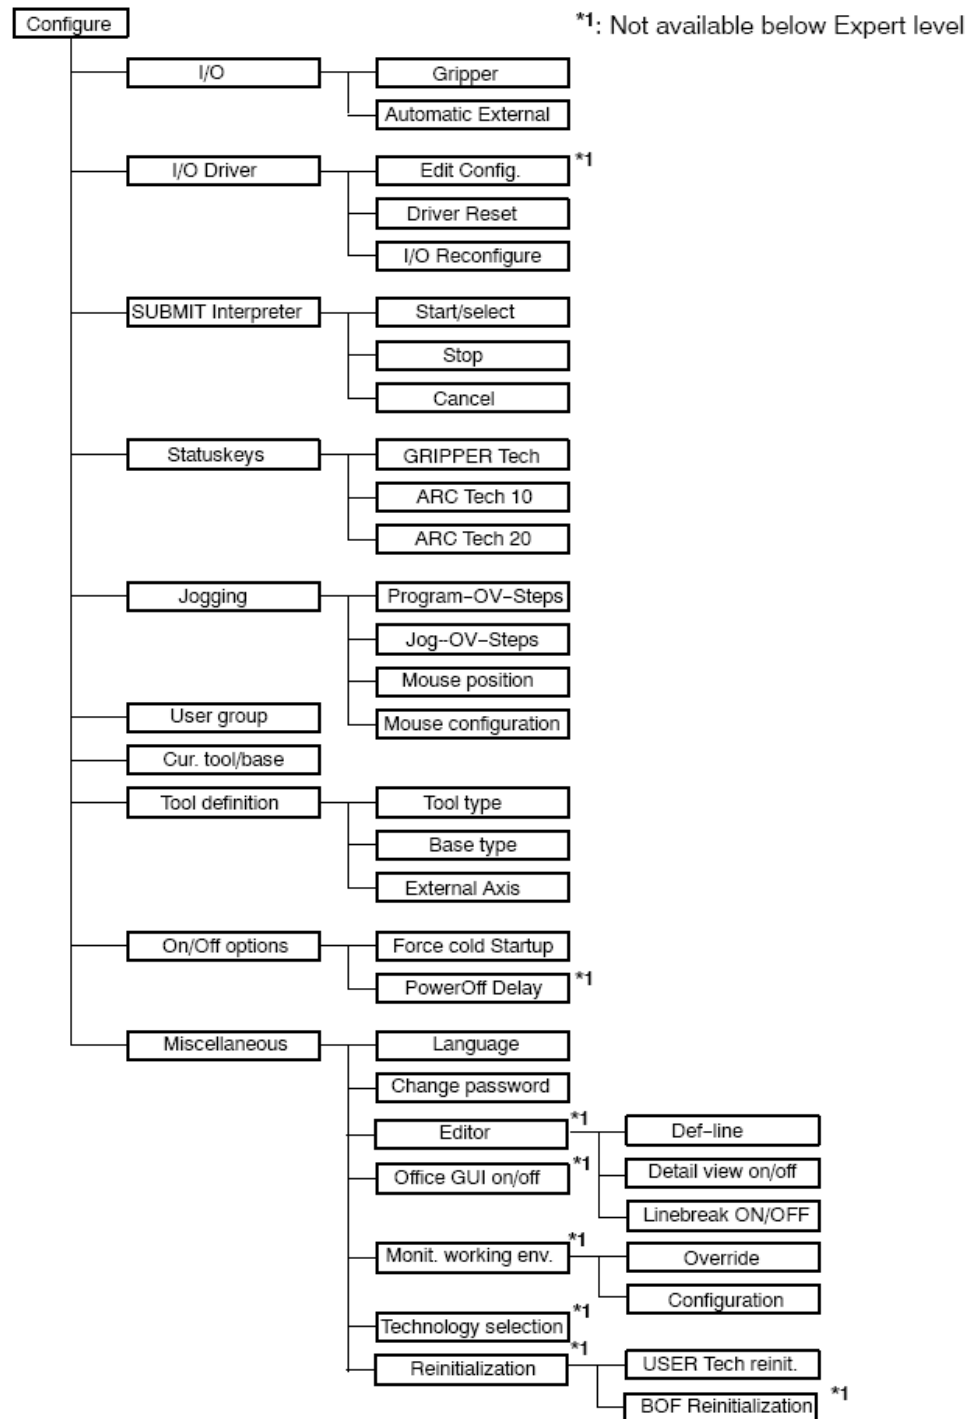 Configure
*1: Not available below Expert level
I/O
Gripper
Automatic External
I/O Driver
Edit Config.
*1
Driver Reset
I/O Reconfigure
SUBMIT Interpreter
Start/select
Stop
Cancel
Statuskeys
GRIPPER Tech
ARC Tech 10
ARC Tech 20
Jogging
Program-OV-Steps
Jog--OV-Steps
Mouse position
User group
Mouse configuration
Cur. tool/base
Tool definition
Tool type
Base type
External Axis
On/Off options
Force cold Startup
PowerOff Delay
*1
Miscellaneous
Language
Change password
Editor
*1
Def-line
Office GUI on/off
*1
Detail view on/off
Linebreak ON/OFF
Monit. working env.
*1
Override
Configuration
Technology selection
*1
Reinitialization
*1
USER Tech reinit.
BOF Reinitialization
*1